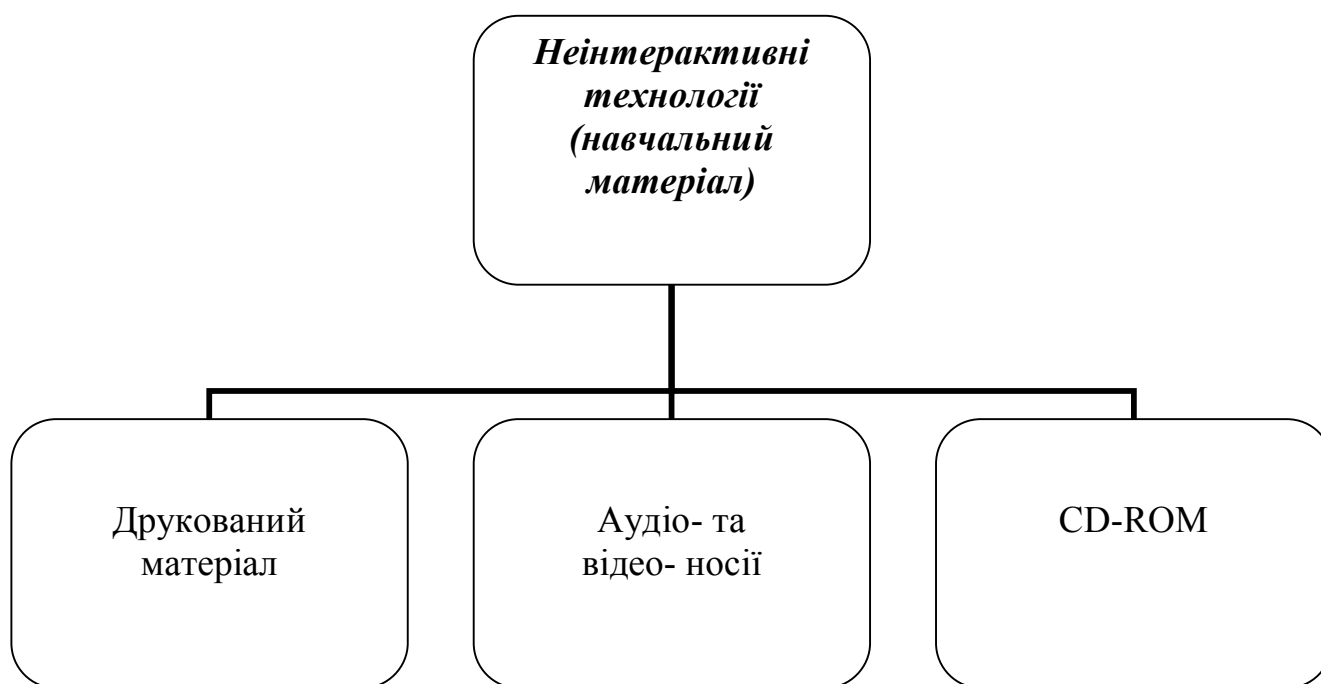 Неінтерактивні
технології
(навчальний
матеріал)
Друкований
матеріал
Аудіо- та
відео- носії
CD-ROM